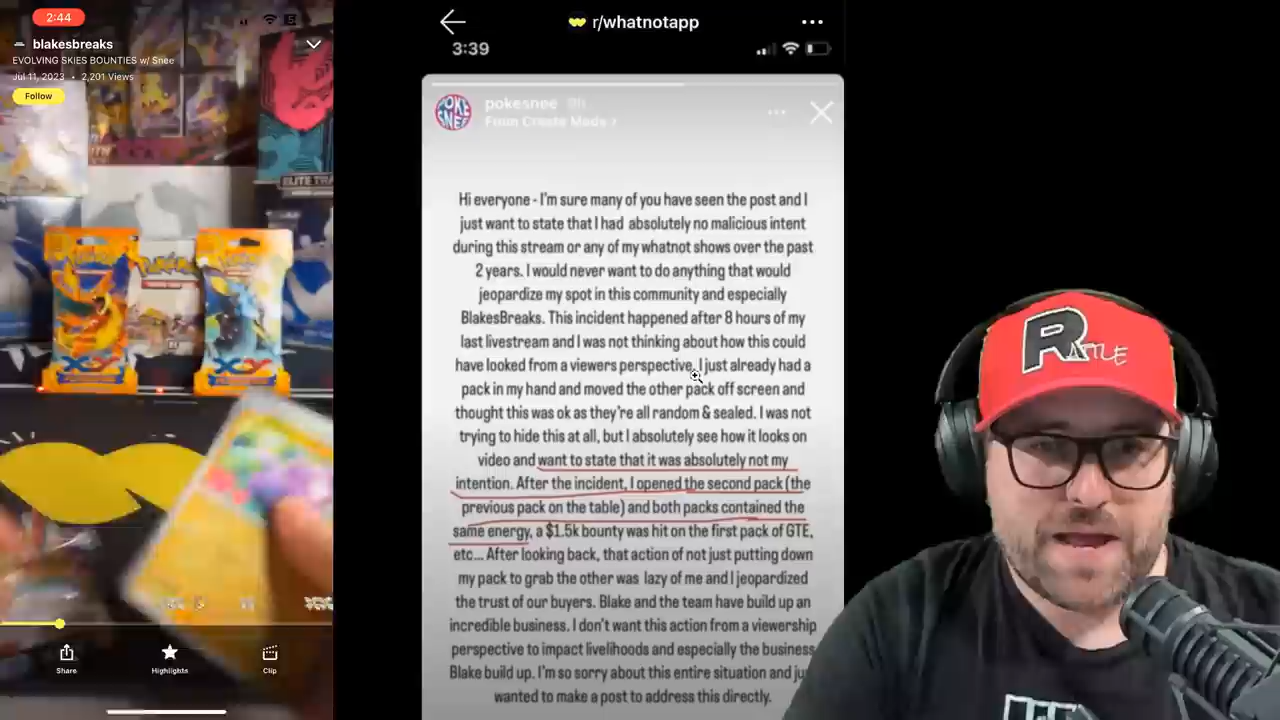 2:44
blakesbreaks
EVOLVING SKIES BOUNTIES w/ Snee
Jul 11, 2023 • 2,201 Views
Follow
ELITE TRA
XY
XY
Share
Highlights
Clip
r/whatnotapp
3:39
POKE
SNEE
pokesnee 8h
From Create Mode >
Hi everyone - I'm sure many of you have seen the post and I
just want to state that I had absolutely no malicious intent
during this stream or any of my whatnot shows over the past
2 years. I would never want to do anything that would
jeopardize my spot in this community and especially
BlakesBreaks. This incident happened after 8 hours of my
last livestream and I was not thinking about how this could
have looked from a viewers perspective. I just already had a
pack in my hand and moved the other pack off screen and
thought this was ok as they're all random & sealed. I was not
trying to hide this at all, but I absolutely see how it looks on
video and want to state that it was absolutely not my
intention. After the incident, I opened the second pack (the
previous pack on the table) and both packs contained the
same energy, a $1.5k bounty was hit on the first pack of GTE,
etc... After looking back, that action of not just putting down
my pack to grab the other was lazy of me and I jeopardized
the trust of our buyers. Blake and the team have build up an
incredible business. I don't want this action from a viewership
perspective to impact livelihoods and especially the business
Blake build up. I'm so sorry about this entire situation and ju
wanted to make a post to address this directly.
RATTLE